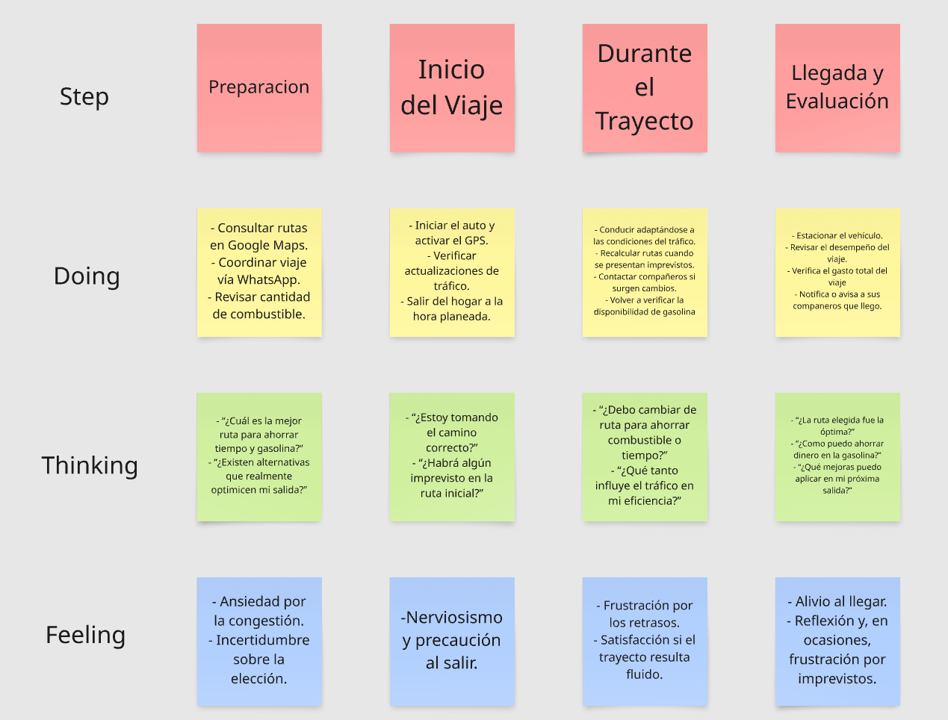 Step
Preparacion
Inicio
del Viaje
Durante
el
Trayecto
Llegada y
Evaluación
Doing
- Consultar rutas
en Google Maps.
- Coordinar viaje
vía WhatsApp.
- Revisar cantidad
de combustible.
- Iniciar el auto y
activar el GPS.
- Verificar
actualizaciones de
tráfico.
- Salir del hogar a la
hora planeada.
- Conducir adaptándose a
las condiciones del tráfico.
- Recalcular rutas cuando
se presentan imprevistos.
- Contactar compañeros si
surgen cambios.
- Volver a verificar la
disponibilidad de gasolina
- Estacionar el vehículo.
- Revisar el desempeño del
viaje.
- Verifica el gasto total del
viaje
- Notifica o avisa a sus
companeros que llego.
Thinking
- “¿Cuál es la mejor
ruta para ahorrar
tiempo y gasolina?”
- “¿Existen alternativas
que realmente
optimicen mi salida?”
- “¿Estoy tomando
el camino
correcto?”
- “¿Habrá algún
imprevisto en la
ruta inicial?”
- “¿Debo cambiar de
ruta para ahorrar
combustible o
tiempo?”
- “¿Qué tanto
influye el tráfico en
mi eficiencia?”
- “¿La ruta elegida fue la
óptima?”
- “¿Como puedo ahorrar
dinero en la gasolina?”
- “¿Qué mejoras puedo
aplicar en mi próxima
salida?”
Feeling
- Ansiedad por
la congestión.
- Incertidumbre
sobre la
elección.
-Nerviosismo
y precaución
al salir.
- Frustración por
los retrasos.
- Satisfacción si el
trayecto resulta
fluido.
- Alivio al llegar.
- Reflexión y, en
ocasiones,
frustración por
imprevistos.